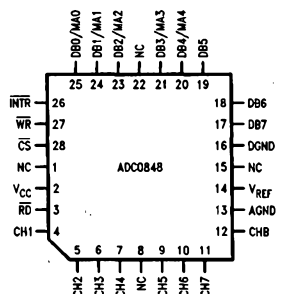 DB0/MA0
DB1/MA1
DB2/MA2
NC
DB3/MA3
DB4/MA4
DB5
25 24 23 22 21 20 19
INTR 26
WR 27
CS 28
NC 1
VCC 2
RD 3
CH1 4
ADC0848
18 DB6
17 DB7
16 DGND
15 NC
14 VREF
13 AGND
12 CH8
5 6 7 8 9 10 11
CH2
CH3
CH4
NC
CH5
CH6
CH7